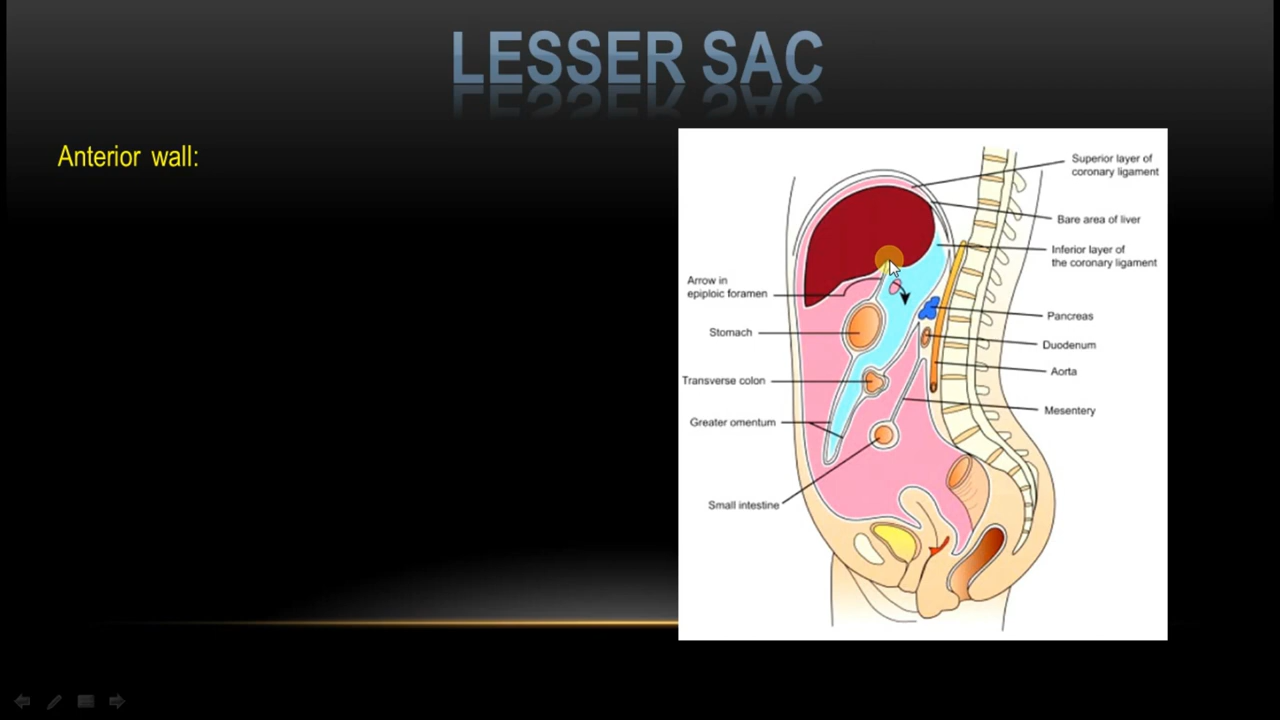 LESSER SAC
Anterior wall:
Superior layer of
coronary ligament
Bare area of liver
Inferior layer of
the coronary ligament
Arrow in
epiploic foramen
Pancreas
Stomach
Duodenum
Aorta
Transverse colon
Mesentery
Greater omentum
Small intestine